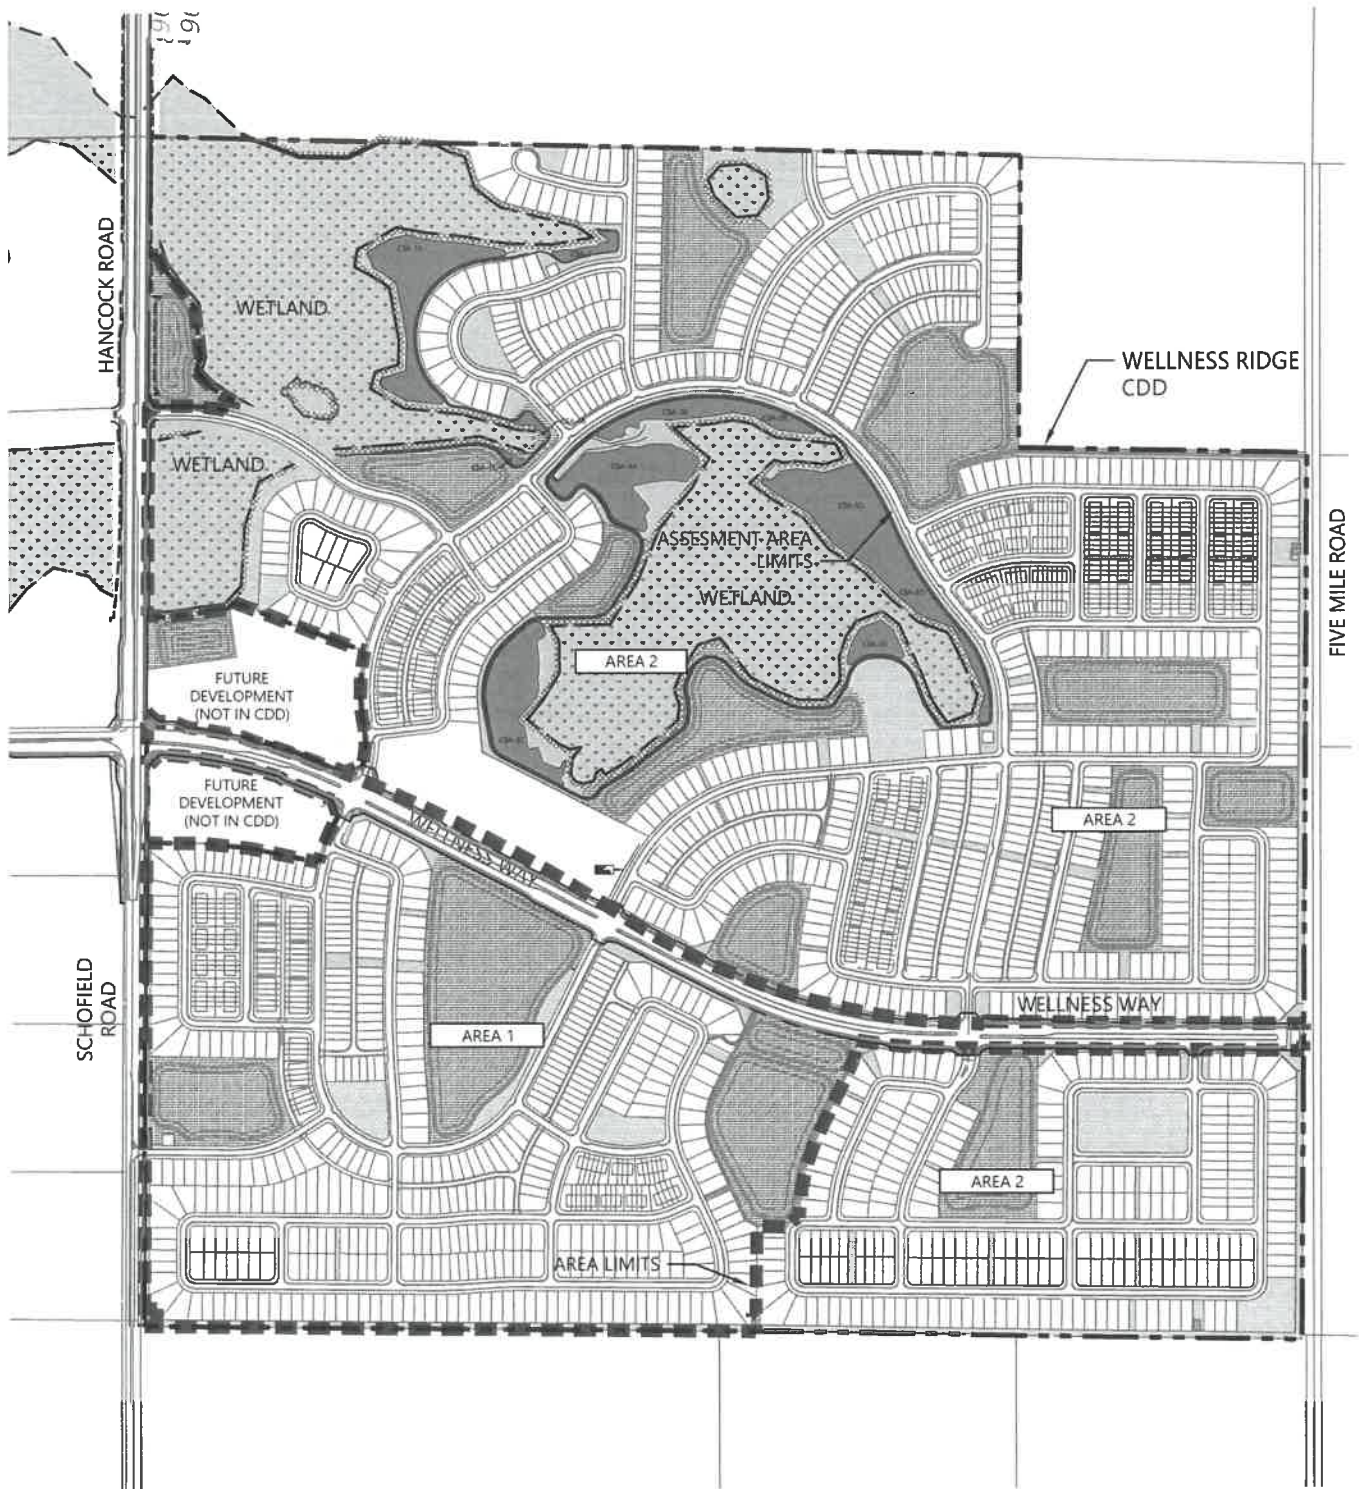 HANCOCK ROAD
WETLAND
WELLNESS RIDGE
CDD
WETLAND
ASSESMENT AREA
LIMITS
WETLAND
FIVE MILE ROAD
AREA 2
FUTURE
DEVELOPMENT
(NOT IN CDD)
FUTURE
DEVELOPMENT
(NOT IN CDD)
AREA 2
WELLNESS WAY
SCHOFIELD
ROAD
WELLNESS WAY
AREA 1
AREA 2
AREA LIMITS